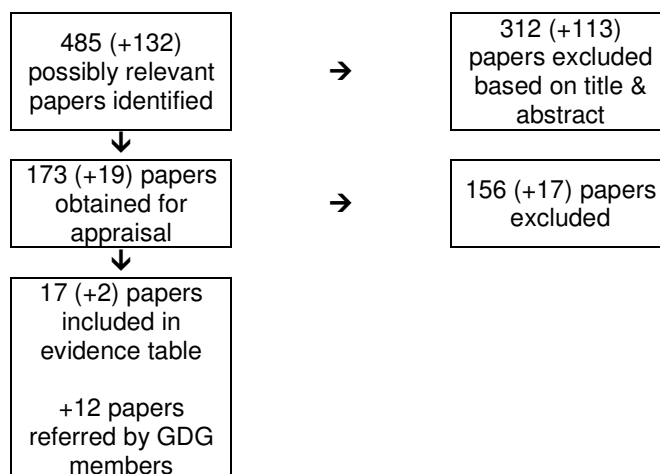 485 (+132)
possibly relevant
papers identified
→
312 (+113)
papers excluded
based on title &
abstract
↓
173 (+19) papers
obtained for
appraisal
→
156 (+17) papers
excluded
↓
17 (+2) papers
included in
evidence table
+12 papers
referred by GDG
members